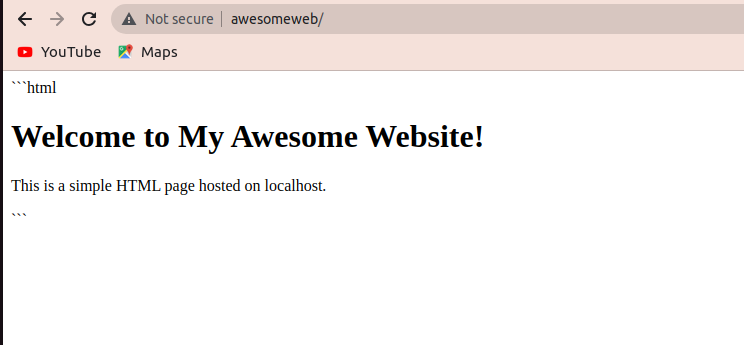 Not secure awesomeweb/
YouTube Maps
```html
Welcome to My Awesome Website!
This is a simple HTML page hosted on localhost.
```